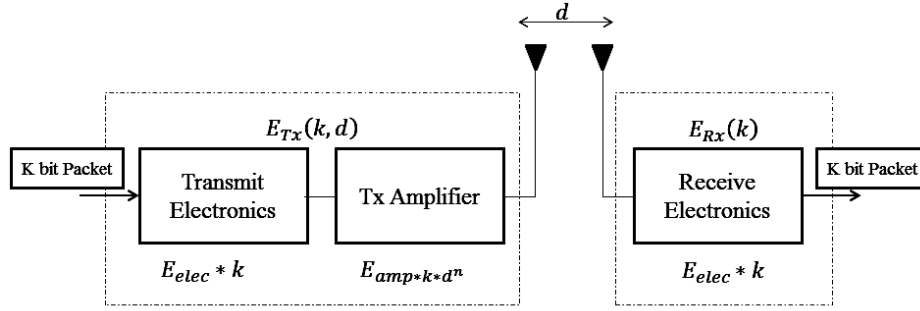 d
E_{Tx}(k, d)
E_{Rx}(k)
K bit Packet
Transmit
Electronics
Tx Amplifier
Receive
Electronics
K bit Packet
E_{elec} * k
E_{amp*k*d^n}
E_{elec} * k